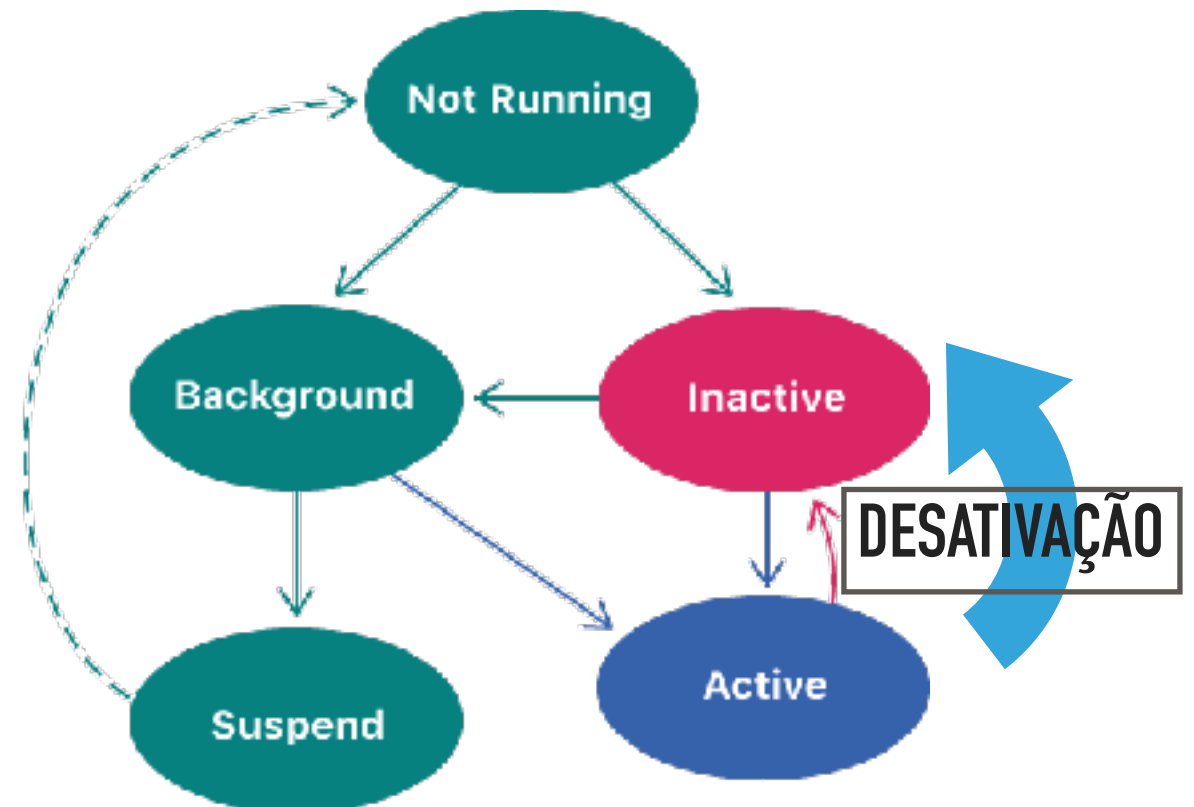 Not Running
Background
Inactive
DESATIVAÇÃO
Active
Suspend